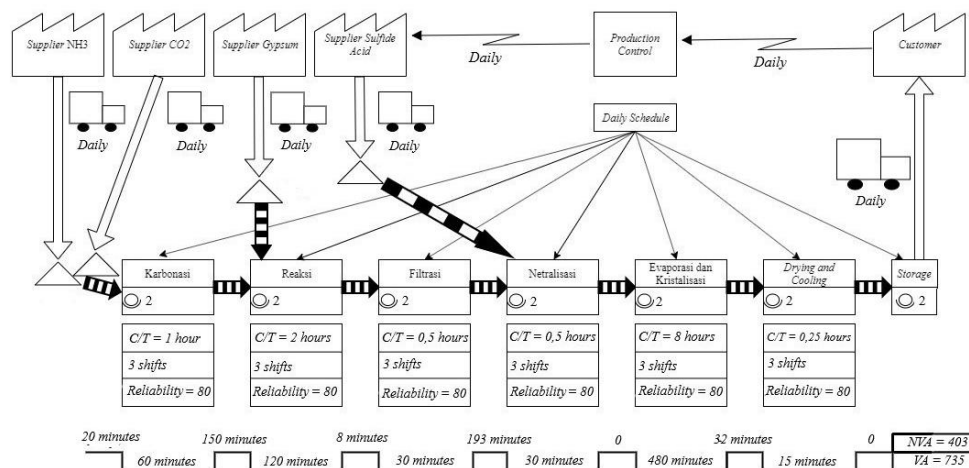 Supplier NH3
Supplier CO2
Supplier Gypsum
Supplier Sulfide
Acid
Production
Control
Customer
Daily
Daily
Daily
Daily
Daily
Daily
Daily Schedule
Daily
Karbonasi
Reaksi
Filtrasi
Netralisasi
Evaporasi dan
Kristalisasi
Drying and
Cooling
Storage
2
2
2
2
2
2
2
C/T = 1 hour
C/T = 2 hours
C/T = 0,5 hours
C/T = 0,5 hours
C/T = 8 hours
C/T = 0,25 hours
3 shifts
3 shifts
3 shifts
3 shifts
3 shifts
3 shifts
Reliability = 80
Reliability = 80
Reliability = 80
Reliability = 80
Reliability = 80
Reliability = 80
20 minutes
150 minutes
8 minutes
193 minutes
0
32 minutes
0
NVA = 403
60 minutes
120 minutes
30 minutes
30 minutes
480 minutes
15 minutes
VA = 735